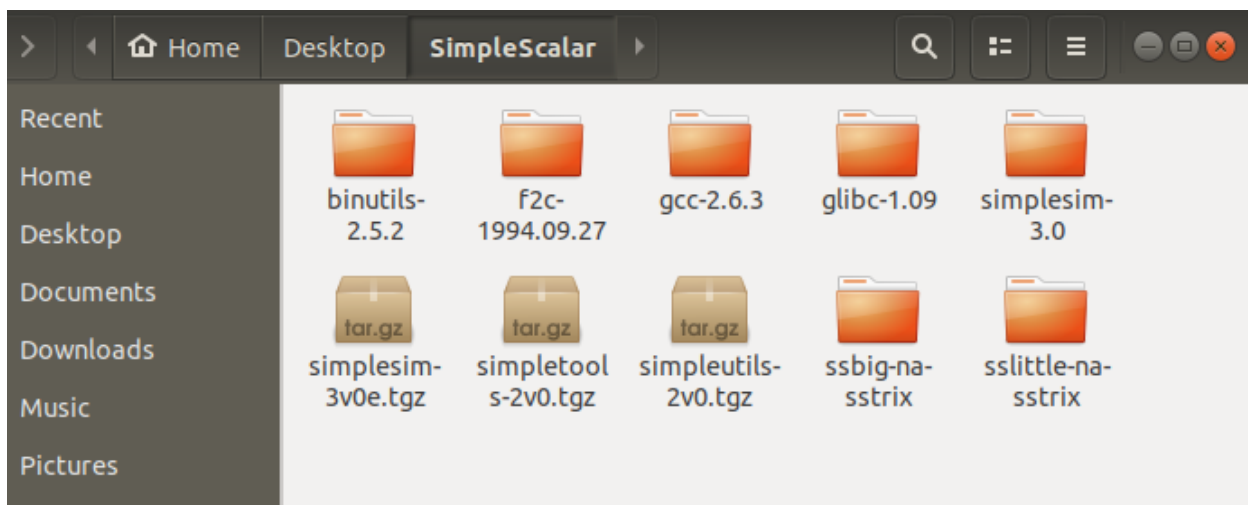 Home Desktop SimpleScalar
Recent
Home
Desktop
Documents
Downloads
Music
Pictures
binutils-
2.5.2
f2c-
1994.09.27
gcc-2.6.3
glibc-1.09
simplesim-
3.0
tar.gz
simplesim-
3v0e.tgz
tar.gz
simpletool
s-2v0.tgz
tar.gz
simpleutils-
2v0.tgz
ssbig-na-
sstrix
sslittle-na-
sstrix